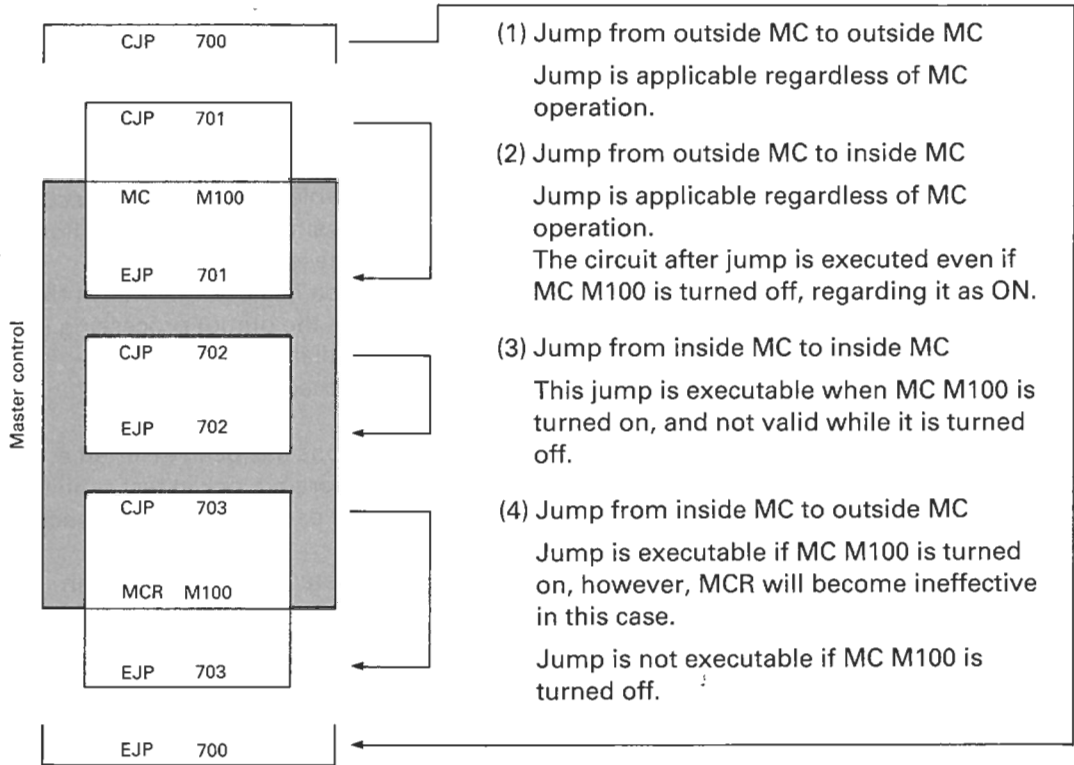 CJP 700
CJP 701
MC M100
EJP 701
Master control
CJP 702
EJP 702
CJP 703
MCR M100
EJP 703
EJP 700
(1) Jump from outside MC to outside MC
Jump is applicable regardless of MC
operation.
(2) Jump from outside MC to inside MC
Jump is applicable regardless of MC
operation.
The circuit after jump is executed even if
MC M100 is turned off, regarding it as ON.
(3) Jump from inside MC to inside MC
This jump is executable when MC M100 is
turned on, and not valid while it is turned
off.
(4) Jump from inside MC to outside MC
Jump is executable if MC M100 is turned
on, however, MCR will become ineffective
in this case.
Jump is not executable if MC M100 is
turned off.